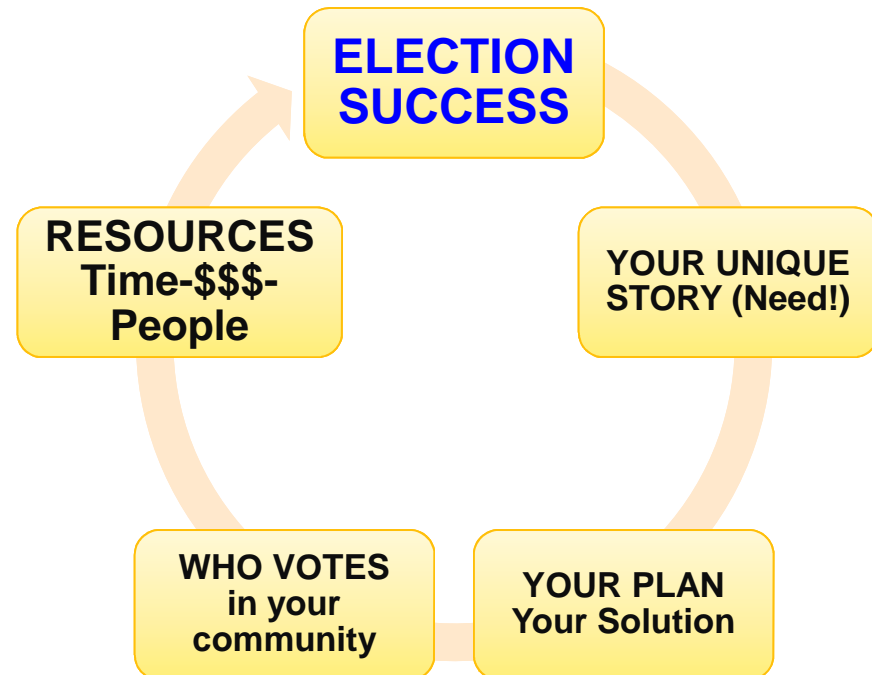 ELECTION
SUCCESS
YOUR UNIQUE
STORY (Need!)
YOUR PLAN
Your Solution
WHO VOTES
in your
community
RESOURCES
Time-$$$-
People